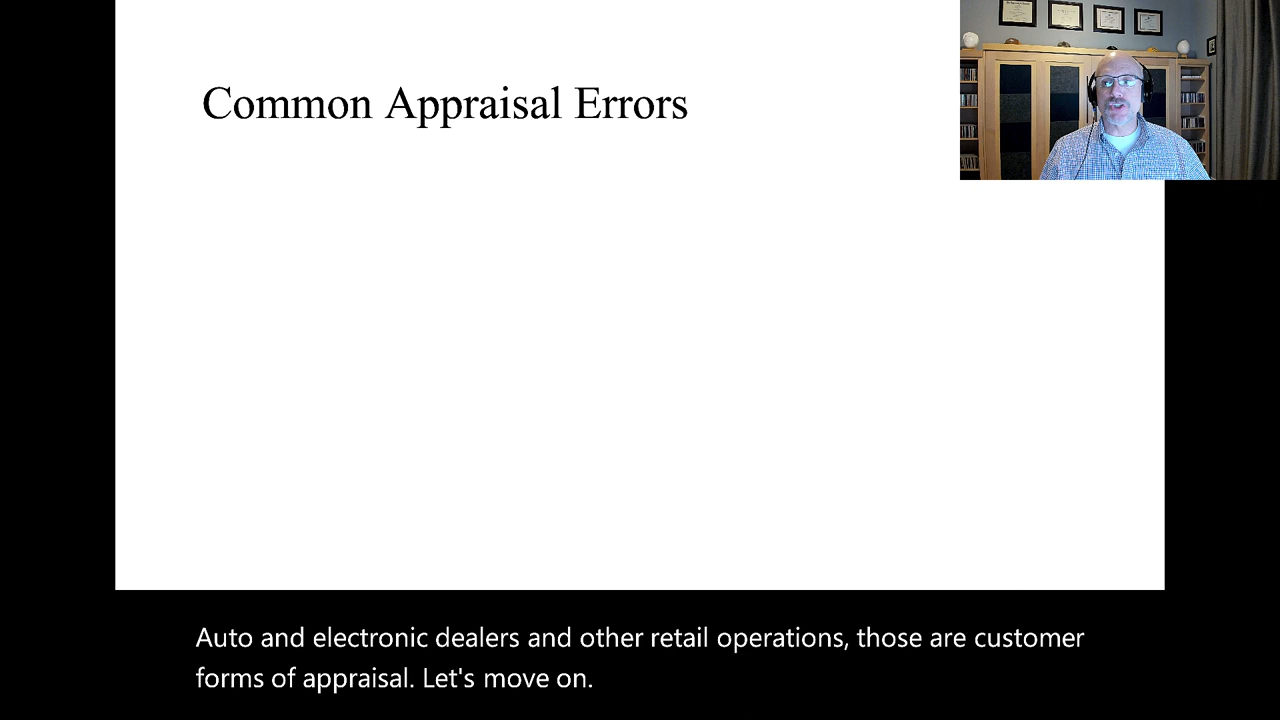 Common Appraisal Errors
Auto and electronic dealers and other retail operations, those are customer
forms of appraisal. Let's move on.